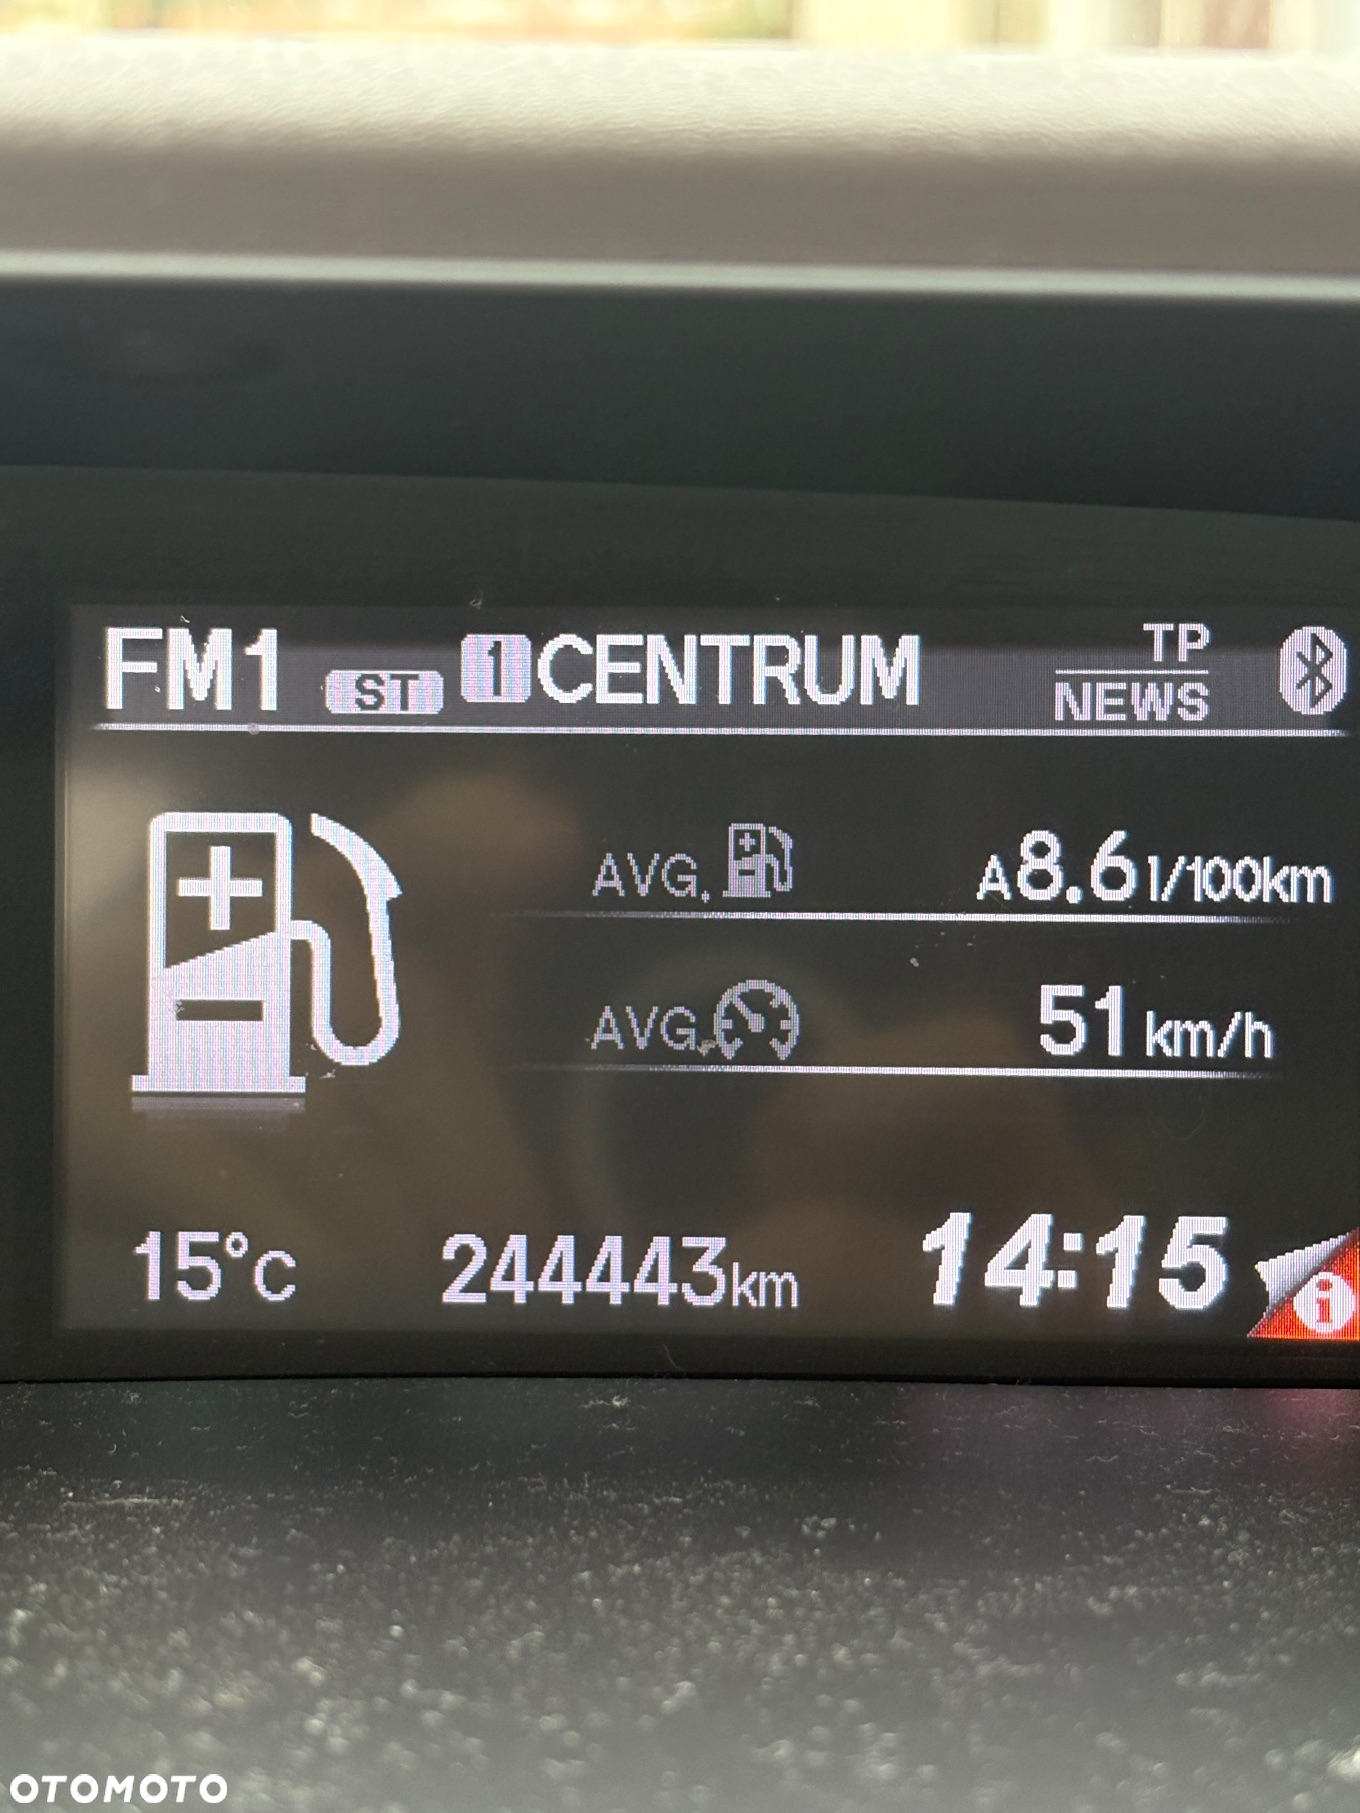 FM1 ST 1 CENTRUM TP NEWS
AVG. A8.6 l/100km
AVG. 51 km/h
15°C 244443km 14:15 i
OTOMOTO